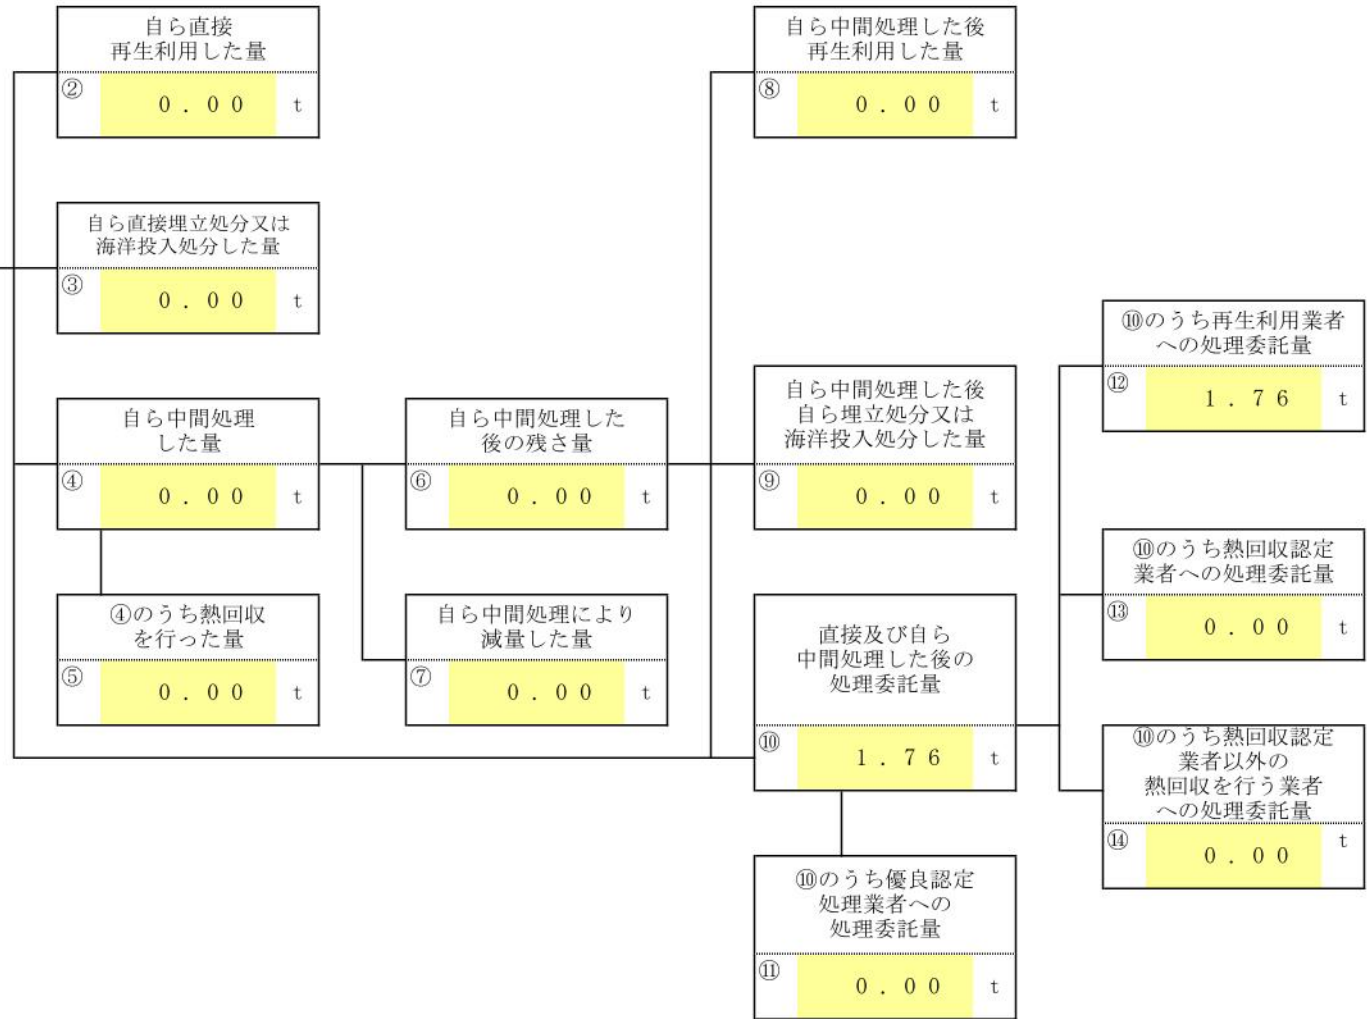 自ら直接
再生利用した量
② 0.00 t
自ら直接埋立処分又は
海洋投入処分した量
③ 0.00 t
自ら中間処理
した量
④ 0.00 t
④のうち熱回収
を行った量
⑤ 0.00 t
自ら中間処理した
後の残さ量
⑥ 0.00 t
自ら中間処理により
減量した量
⑦ 0.00 t
自ら中間処理した後
再生利用した量
⑧ 0.00 t
自ら中間処理した後
自ら埋立処分又は
海洋投入処分した量
⑨ 0.00 t
直接及び自ら
中間処理した後の
処理委託量
⑩ 1.76 t
⑩のうち優良認定
処理業者への
処理委託量
⑪ 0.00 t
⑩のうち再生利用業者
への処理委託量
⑫ 1.76 t
⑩のうち熱回収認定
業者への処理委託量
⑬ 0.00 t
⑩のうち熱回収認定
業者以外の
熱回収を行う業者
への処理委託量
⑭ 0.00 t